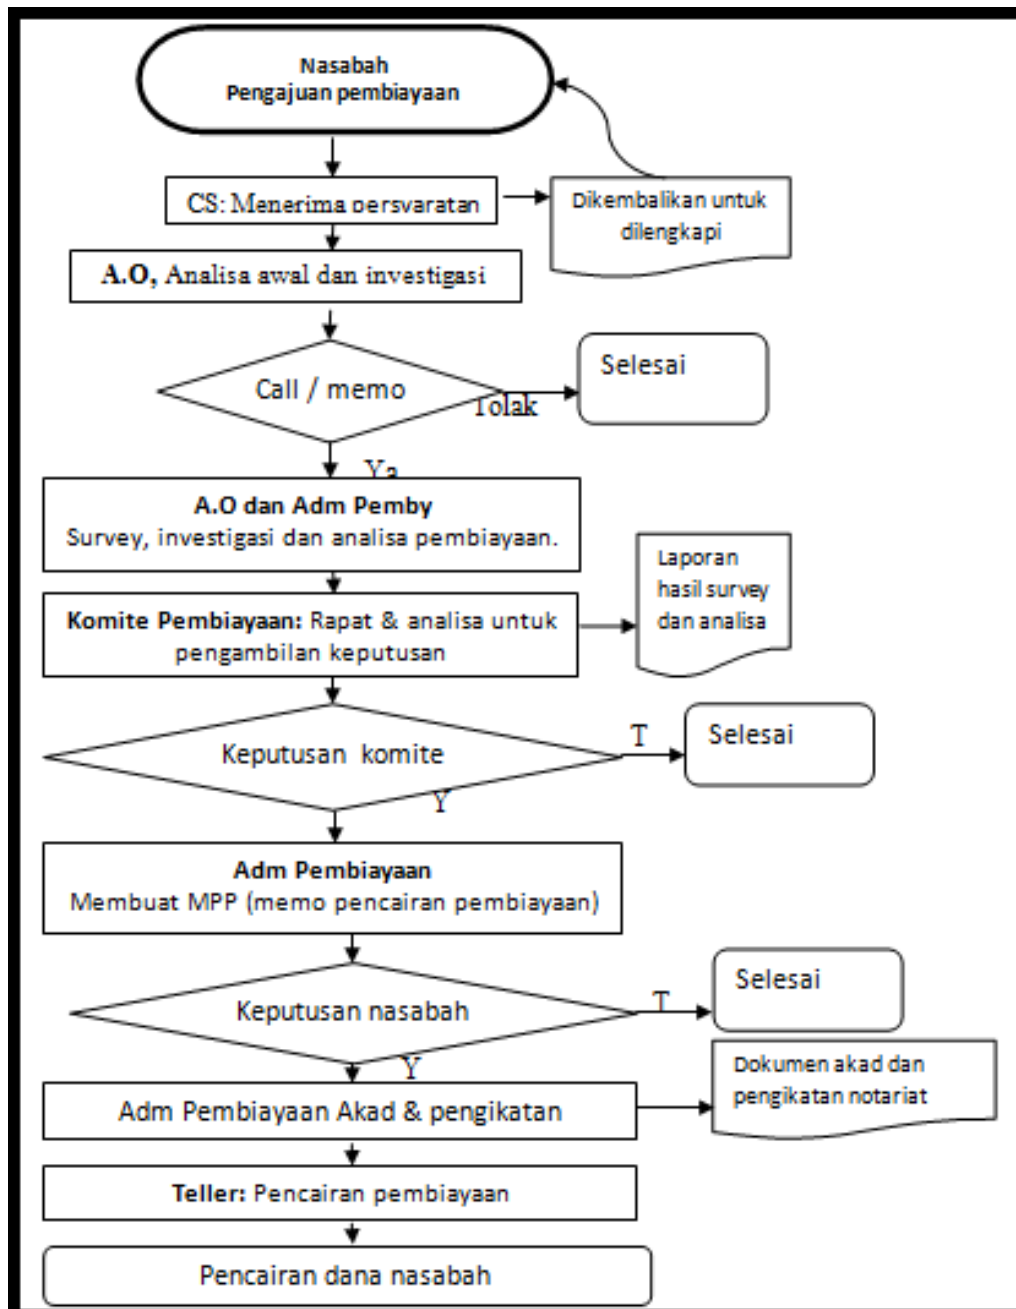 Nasabah
Pengajuan pembiayaan
CS: Menerima persyaratan
Dikembalikan untuk
dilengkapi
A.O, Analisa awal dan investigasi
Call / memo
Tolak
Selesai
Ya
A.O dan Adm Pemby
Survey, investigasi dan analisa pembiayaan.
Komite Pembiayaan: Rapat & analisa untuk
pengambilan keputusan
Laporan
hasil survey
dan analisa
Keputusan komite
T
Selesai
Y
Adm Pembiayaan
Membuat MPP (memo pencairan pembiayaan)
Keputusan nasabah
T
Selesai
Y
Adm Pembiayaan Akad & pengikatan
Dokumen akad dan
pengikatan notariat
Teller: Pencairan pembiayaan
Pencairan dana nasabah